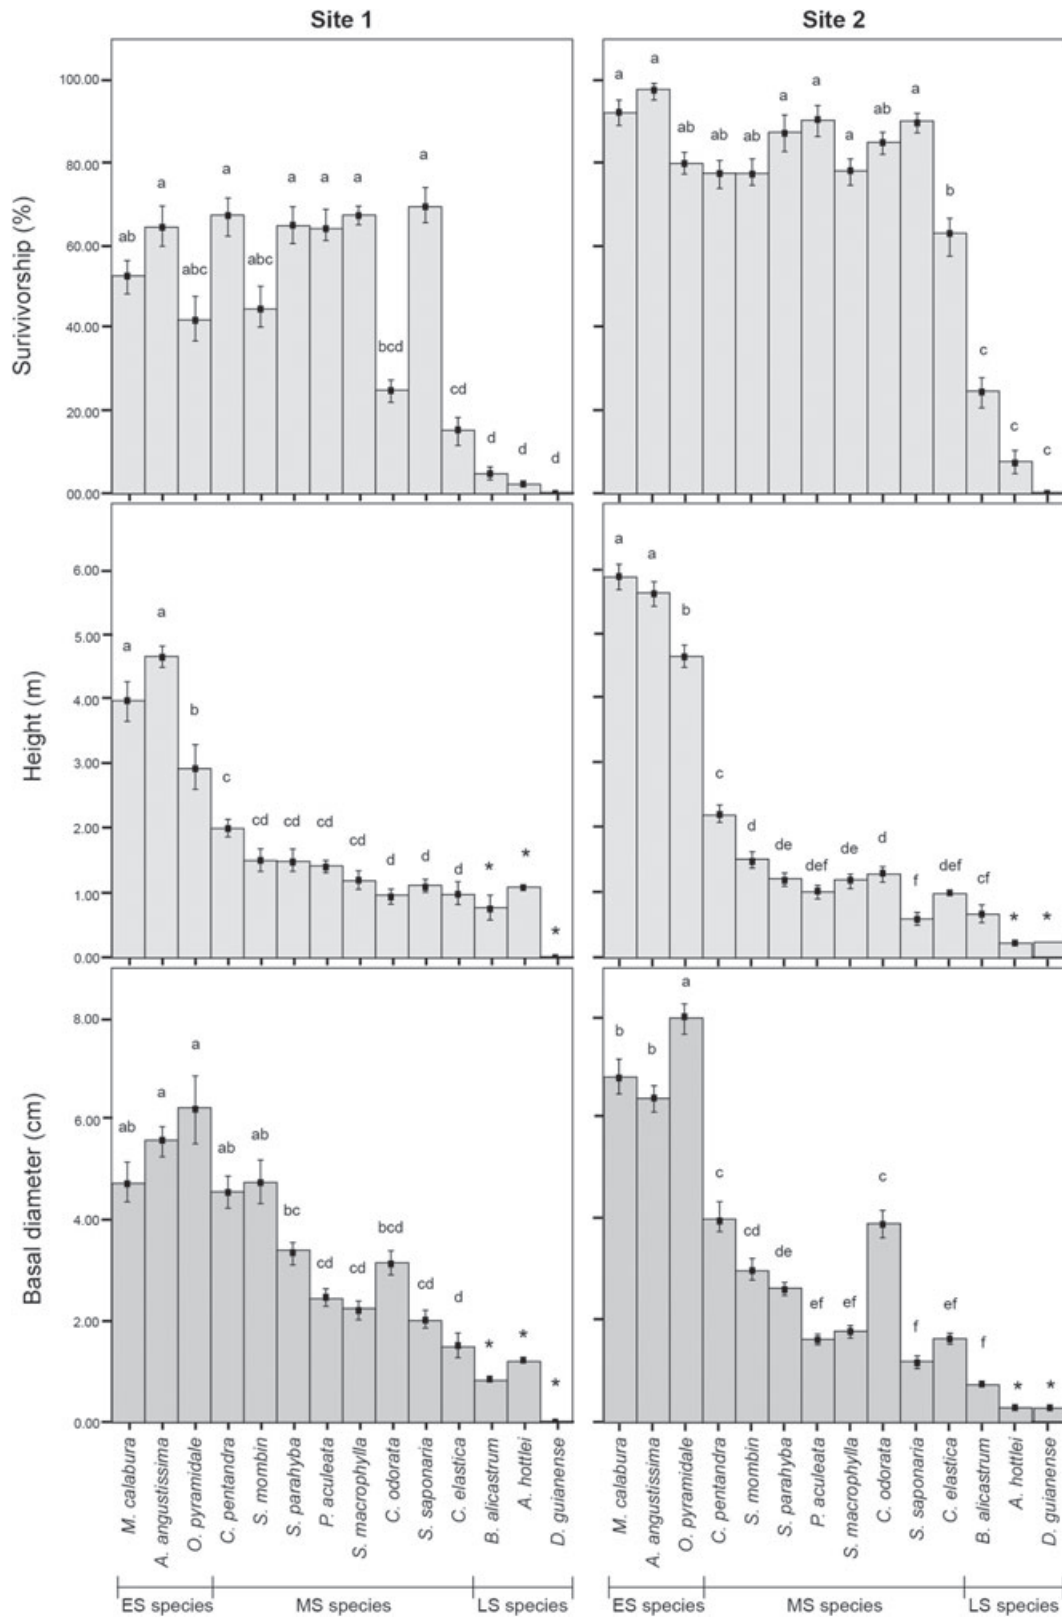 Site 1
Site 2
Surivivorship (%)
100.00
80.00
60.00
40.00
20.00
00.00
ab a abc a abc a a a bcd a cd d d d
a a ab ab ab a a a ab a b c c c
Height (m)
6.00
5.00
4.00
3.00
2.00
1.00
0.00
a a b c cd cd cd cd d d d * * *
a a b c d de def de d f def cf * *
Basal diameter (cm)
8.00
6.00
4.00
2.00
0.00
ab a a ab ab bc cd cd bcd cd d * * *
b b a c cd de ef ef c f ef f * *
M. calabura
A. angustissima
O. pyramidale
C. pentandra
S. mombin
S. parahyba
P. aculeata
S. macrophylla
C. odorata
S. saponaria
C. elastica
B. alicastrum
A. hottlei
D. guianense
M. calabura
A. angustissima
O. pyramidale
C. pentandra
S. mombin
S. parahyba
P. aculeata
S. macrophylla
C. odorata
S. saponaria
C. elastica
B. alicastrum
A. hottlei
D. guianense
ES species
MS species
LS species
ES species
MS species
LS species